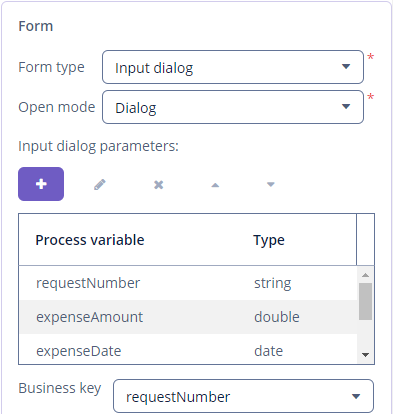 Form
Form type Input dialog *
Open mode Dialog *
Input dialog parameters:
Process variable Type
requestNumber string
expenseAmount double
expenseDate date
Business key requestNumber